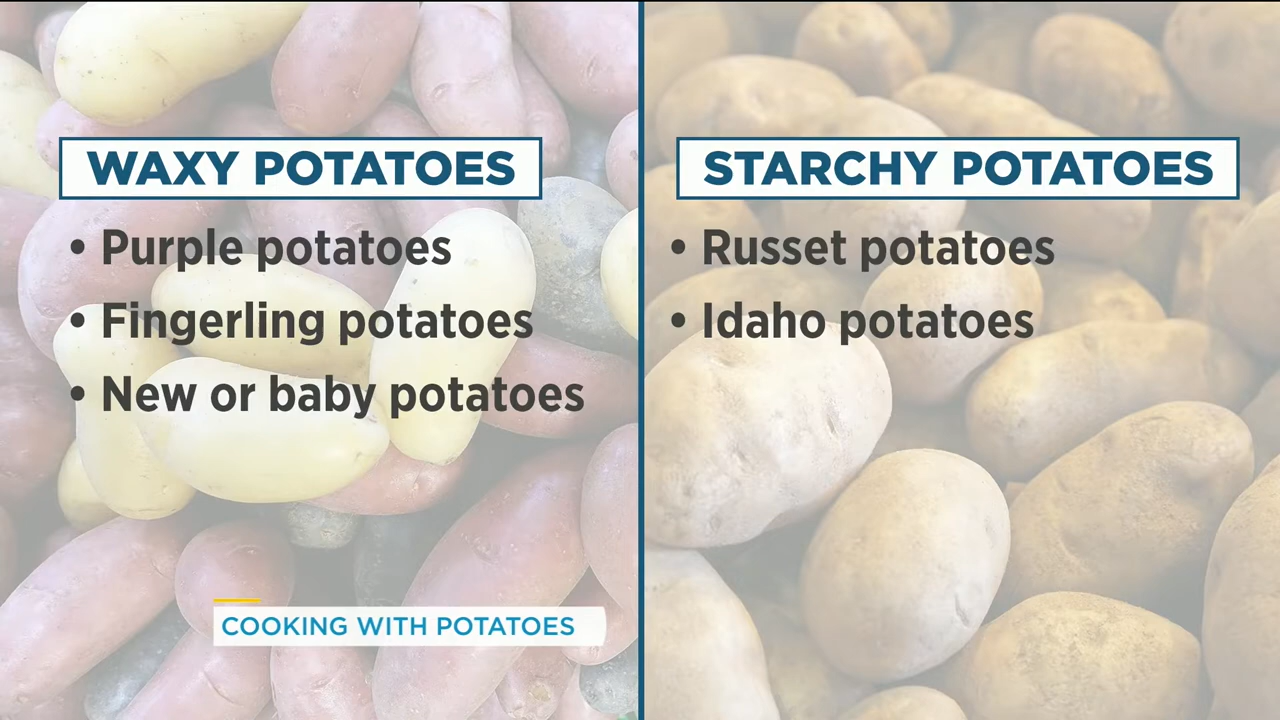 WAXY POTATOES
• Purple potatoes
• Fingerling potatoes
• New or baby potatoes
STARCHY POTATOES
• Russet potatoes
• Idaho potatoes
COOKING WITH POTATOES